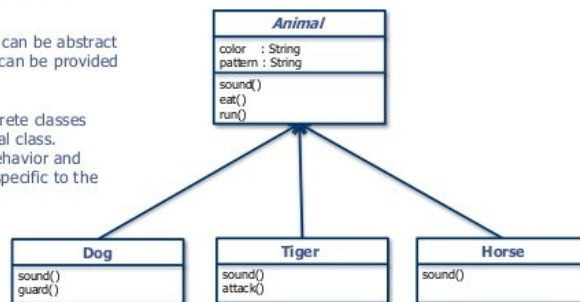 can be abstract
can be provided
rete classes
al class.
ehavior and
specific to the
Animal
color : String
pattern : String
sound()
eat()
run()
Dog
sound()
guard()
Tiger
sound()
attack()
Horse
sound()